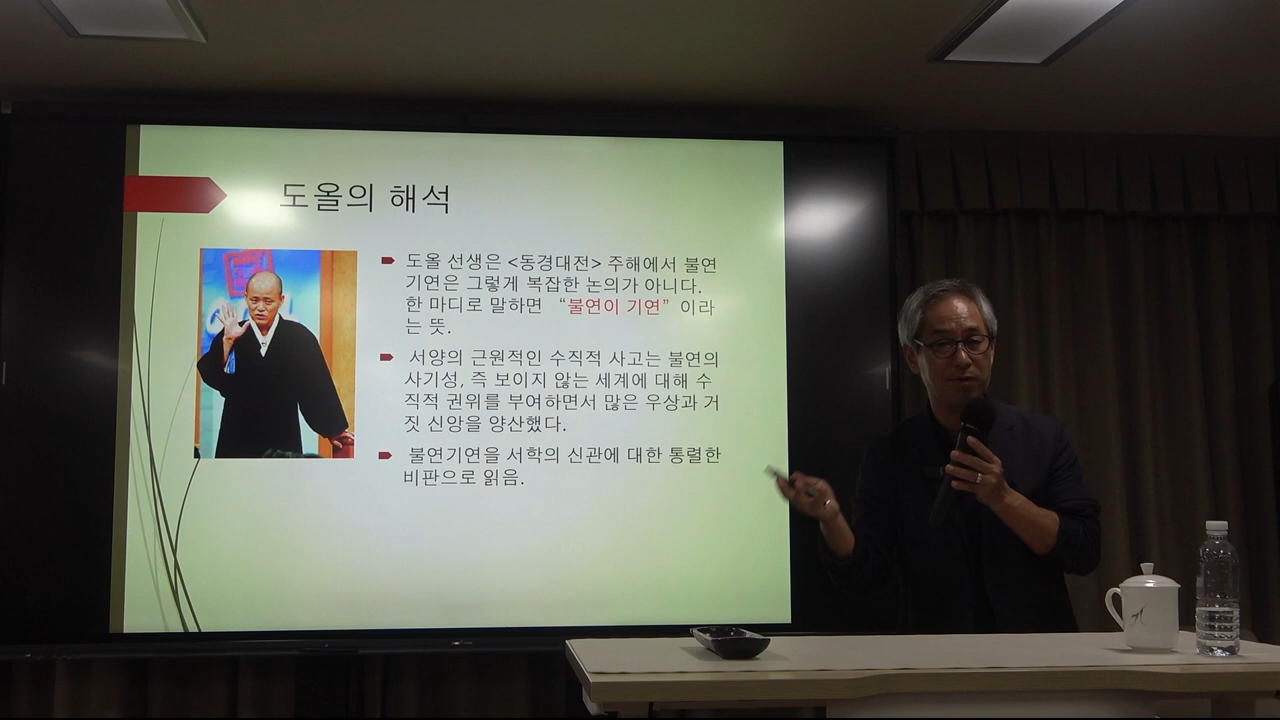 도올의 해석
도올 선생은 <동경대전> 주해에서 불연
기연은 그렇게 복잡한 논의가 아니다.
한 마디로 말하면 “불연이 기연” 이라
는 뜻.
서양의 근원적인 수직적 사고는 불연의
사기성, 즉 보이지 않는 세계에 대해 수
직적 권위를 부여하면서 많은 우상과 거
짓 신앙을 양산했다.
불연기연을 서학의 신관에 대한 통렬한
비판으로 읽음.